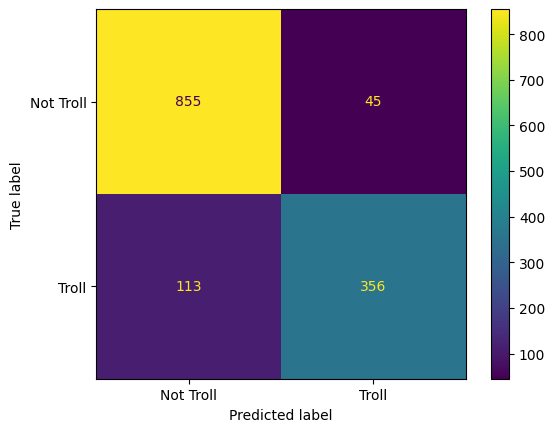 800
Not Troll 855 45
700
600
500
True label
400
Troll 113 356
300
200
100
Not Troll Troll
Predicted label